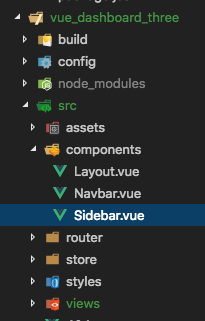 vue_dashboard_three
build
config
node_modules
src
assets
components
Layout.vue
Navbar.vue
Sidebar.vue
router
store
styles
views